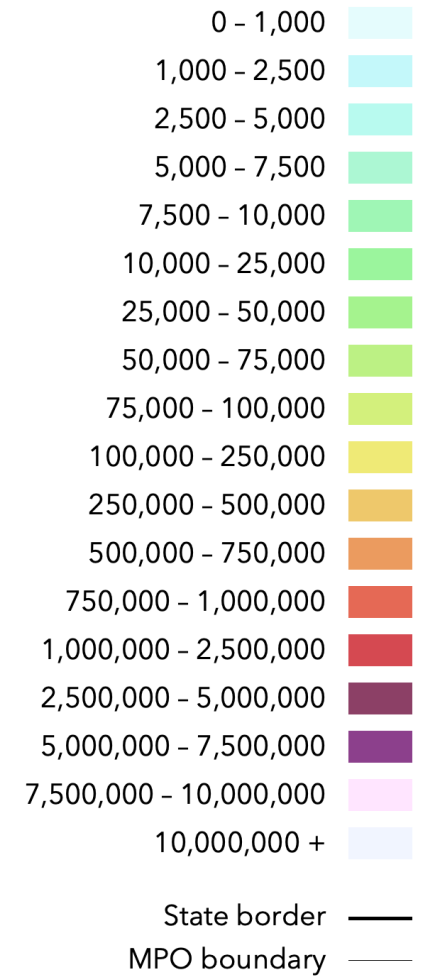 0 – 1,000
1,000 – 2,500
2,500 – 5,000
5,000 – 7,500
7,500 – 10,000
10,000 – 25,000
25,000 – 50,000
50,000 – 75,000
75,000 – 100,000
100,000 – 250,000
250,000 – 500,000
500,000 – 750,000
750,000 – 1,000,000
1,000,000 – 2,500,000
2,500,000 – 5,000,000
5,000,000 – 7,500,000
7,500,000 – 10,000,000
10,000,000 +
State border
MPO boundary